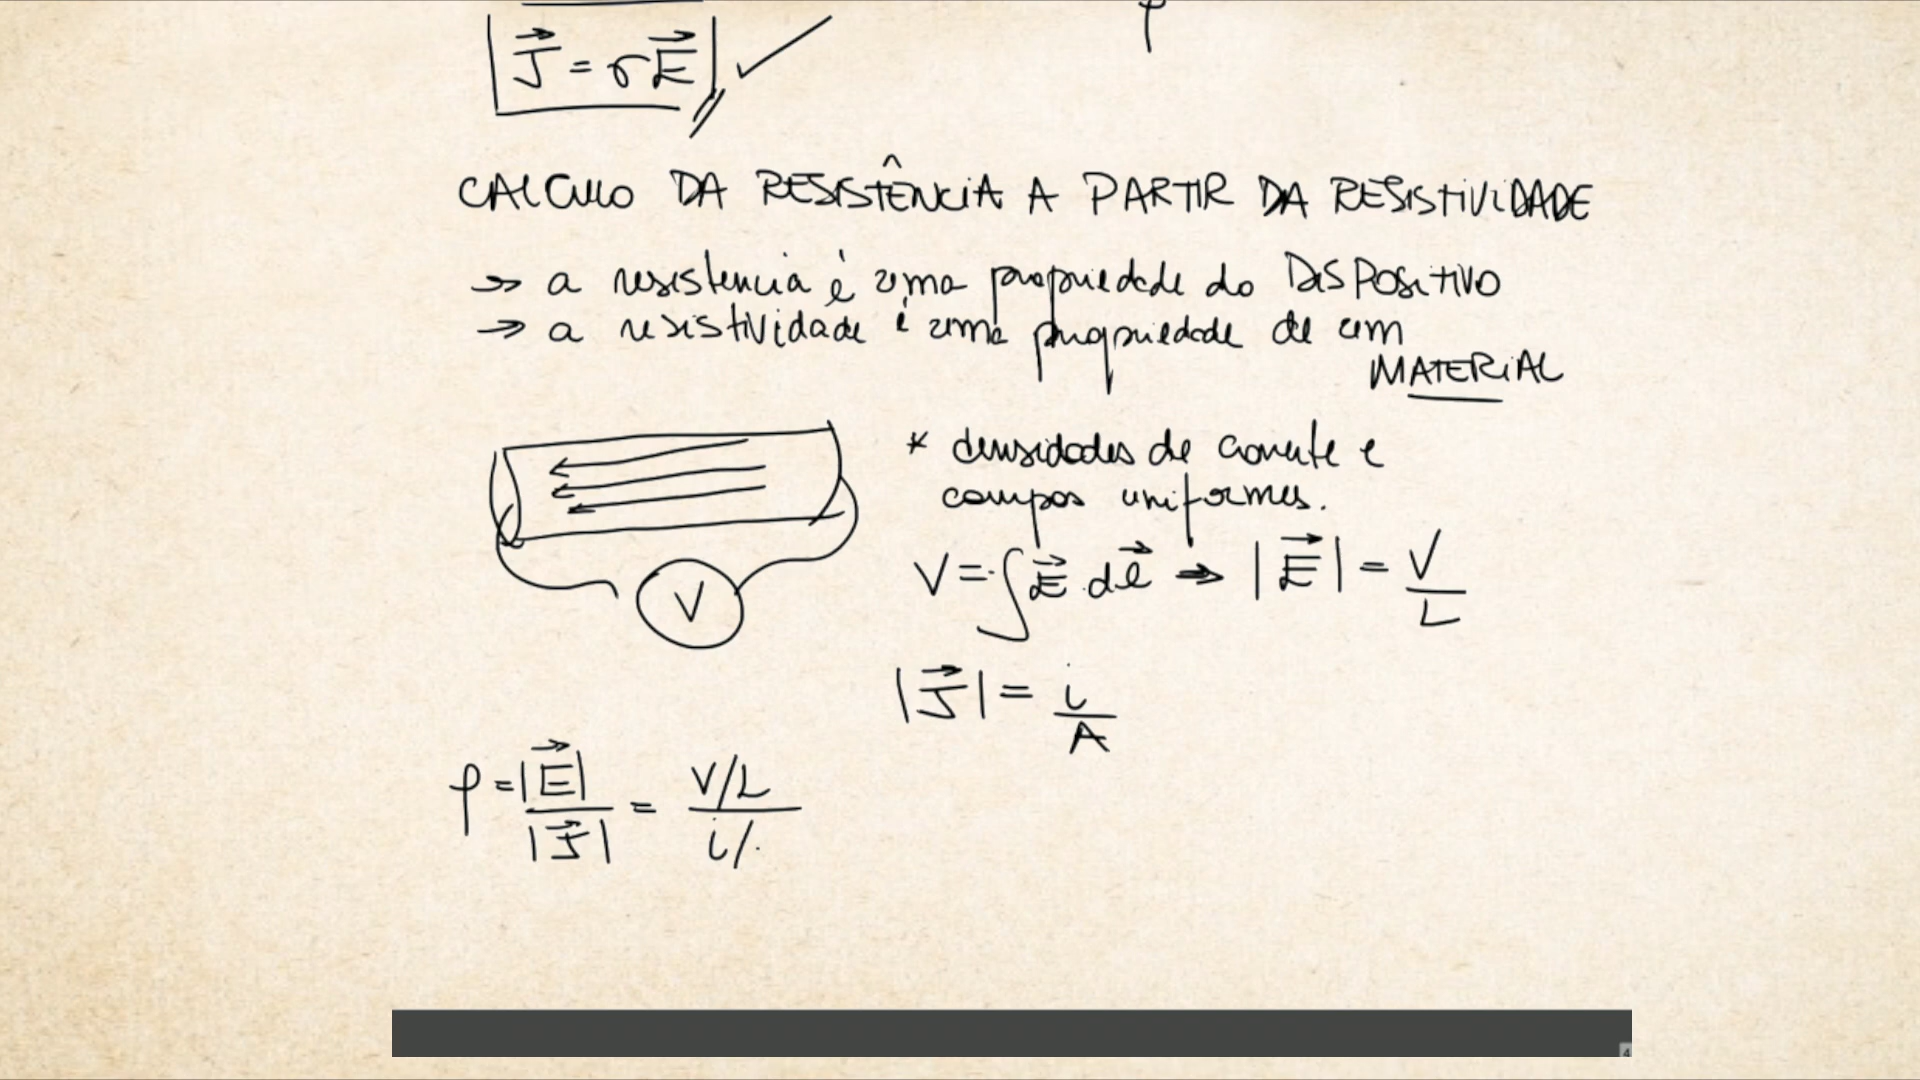 ρ
J⃗ = σE⃗
CALCULO DA RESISTÊNCIA A PARTIR DA RESISTIVIDADE
→ a resistencia é uma propriedade do DISPOSITIVO
→ a resistividade é uma propriedade de um
MATERIAL
* densidades de corrente e
campos uniformes.
V = -∫E⃗.dℓ⃗ → |E⃗| = V/L
V
|J⃗| = i/A
ρ = |E⃗|/|J⃗| = (V/L)/(i/
4